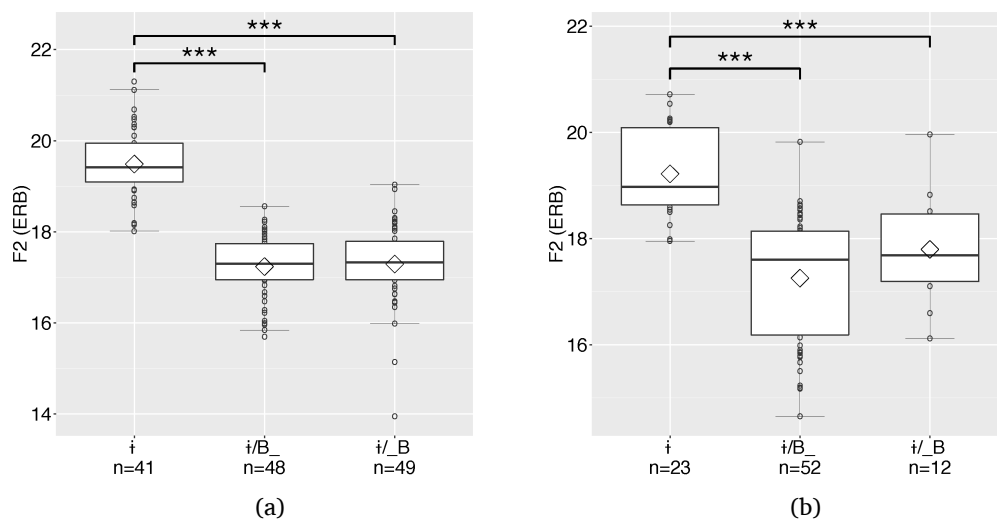 ***
***
22
20
18
16
14
F2 (ERB)
ɨ
n=41
ɨ/B_
n=48
ɨ/_B
n=49
(a)
***
***
22
20
18
16
F2 (ERB)
ɨ
n=23
ɨ/B_
n=52
ɨ/_B
n=12
(b)